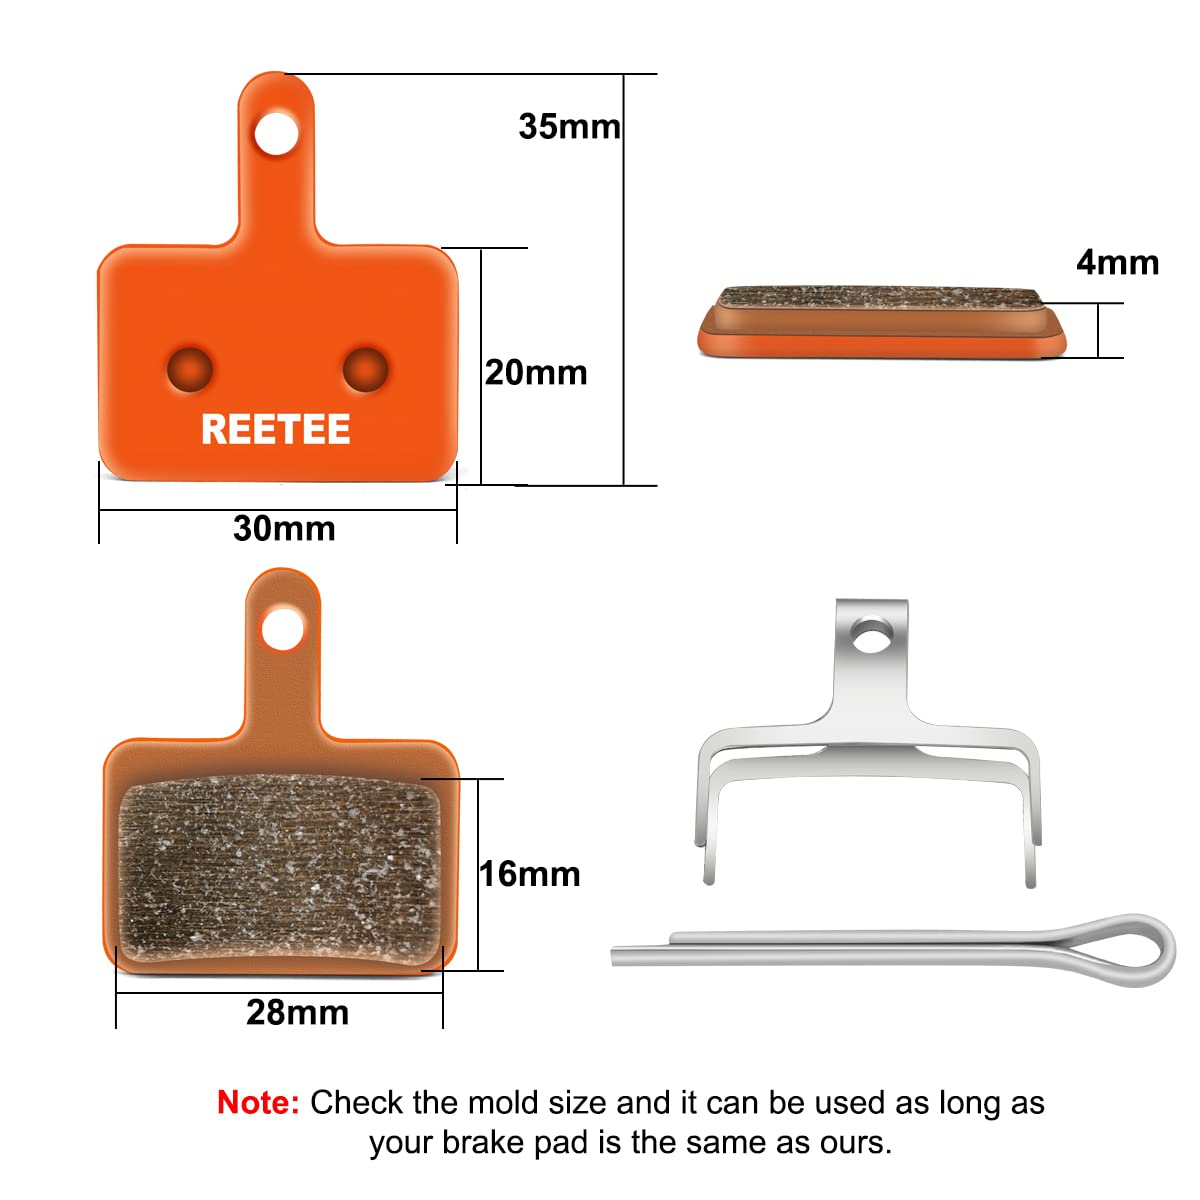 35mm
4mm
20mm
REETEE
30mm
16mm
28mm
Note: Check the mold size and it can be used as long as
your brake pad is the same as ours.